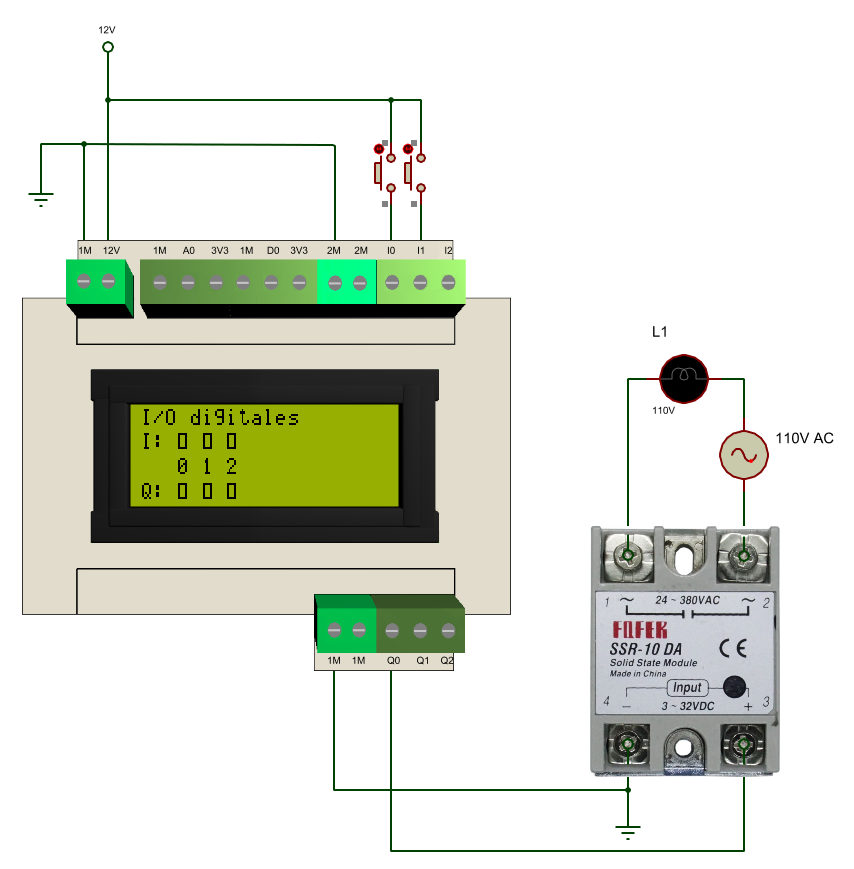 12V
1M 12V 1M A0 3V3 1M D0 3V3 2M 2M I0 I1 I2
I/O digitales
I: 0 0 0
0 1 2
Q: 0 0 0
1M 1M Q0 Q1 Q2
L1
110V
110V AC
1 ~ 24 ~ 380VAC ~ 2
FQFEK
SSR-10 DA
CE
Solid State Module
Made in China
Input
4 − 3 ~ 32VDC + 3